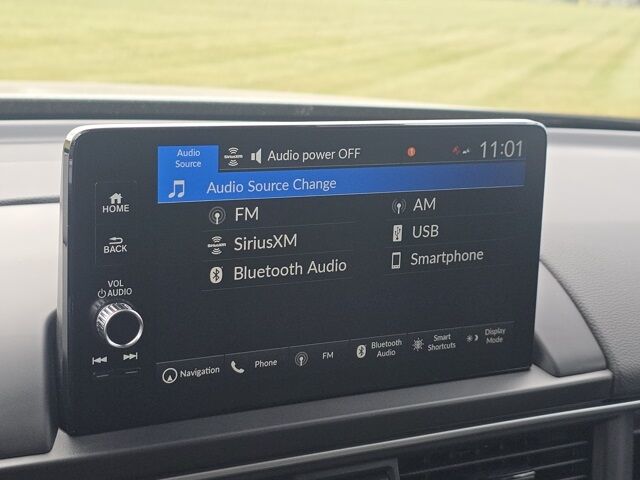 Audio
Source
SIRIUSXM
Audio power OFF
11:01
Audio Source Change
HOME
BACK
VOL
AUDIO
FM
AM
SiriusXM
USB
Bluetooth Audio
Smartphone
Navigation
Phone
FM
Bluetooth
Audio
Smart
Shortcuts
Display
Mode